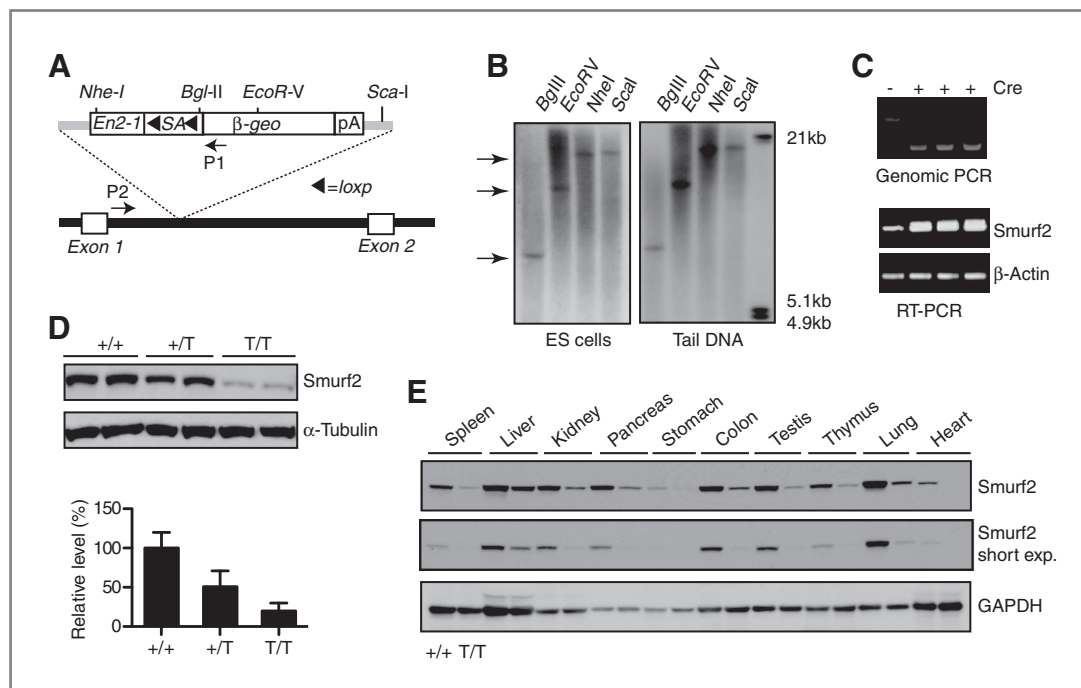 A
Nhe-I Bgl-II EcoR-V Sca-I
En2-1 SA β-geo pA
P1
P2
=loxp
Exon 1 Exon 2
B
BglII EcoRV NheI ScaI BglII EcoRV NheI ScaI
21kb
5.1kb
4.9kb
ES cells Tail DNA
C
- + + + Cre
Genomic PCR
Smurf2
β-Actin
RT-PCR
D
+/+ +/T T/T
Smurf2
α-Tubulin
Relative level (%)
150
100
50
0
+/+ +/T T/T
E
Spleen Liver Kidney Pancreas Stomach Colon Testis Thymus Lung Heart
Smurf2
Smurf2
short exp.
GAPDH
+/+ T/T